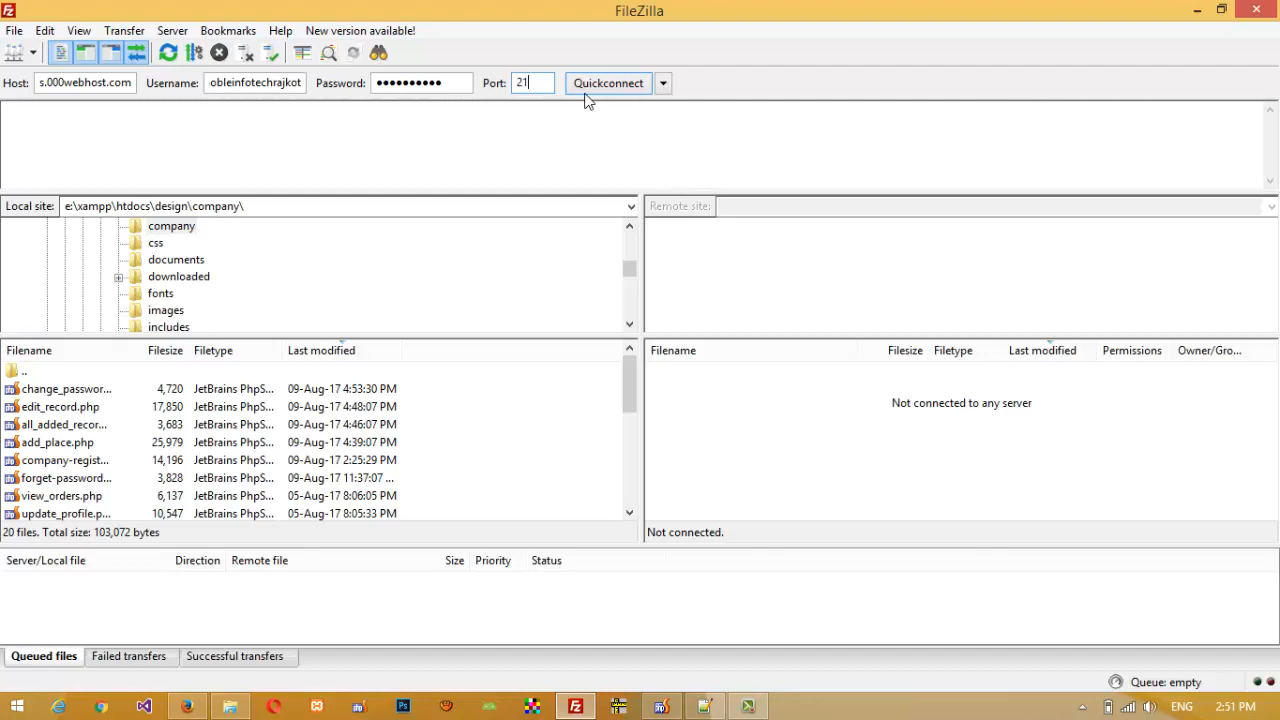 FileZilla
File Edit View Transfer Server Bookmarks Help New version available!
Host: s.000webhost.com Username: obleinfotechrajkot Password: •••••••••• Port: 21 Quickconnect
Local site: e:\xampp\htdocs\design\company\ Remote site:
company
css
documents
downloaded
fonts
images
includes
Filename Filesize Filetype Last modified Filename Filesize Filetype Last modified Permissions Owner/Gro...
..
change_passwor... 4,720 JetBrains PhpS... 09-Aug-17 4:53:30 PM
Not connected to any server
edit_record.php 17,850 JetBrains PhpS... 09-Aug-17 4:48:07 PM
all_added_recor... 3,683 JetBrains PhpS... 09-Aug-17 4:46:07 PM
add_place.php 25,979 JetBrains PhpS... 09-Aug-17 4:39:07 PM
company-regist... 14,196 JetBrains PhpS... 09-Aug-17 2:25:29 PM
forget-password... 3,828 JetBrains PhpS... 09-Aug-17 11:37:07 ...
view_orders.php 6,137 JetBrains PhpS... 05-Aug-17 8:06:05 PM
update_profile.p... 10,547 JetBrains PhpS... 05-Aug-17 8:05:33 PM
20 files. Total size: 103,072 bytes Not connected.
Server/Local file Direction Remote file Size Priority Status
Queued files Failed transfers Successful transfers
Queue: empty
ENG 2:51 PM